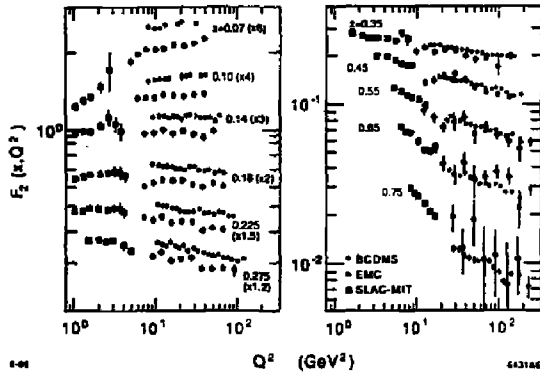 F₂ (x,Q²)
10⁰
x=0.07 (x6)
0.10 (x4)
0.14 (x3)
0.18 (x2)
0.225
(x1.5)
0.275
(x1.2)
10⁰ 10¹ 10²
x=0.35
0.45
0.55
0.65
0.75
10⁻¹
10⁻²
BCDMS
EMC
SLAC-MIT
10⁰ 10¹ 10²
Q² (GeV²)